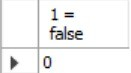 1 =
false
0